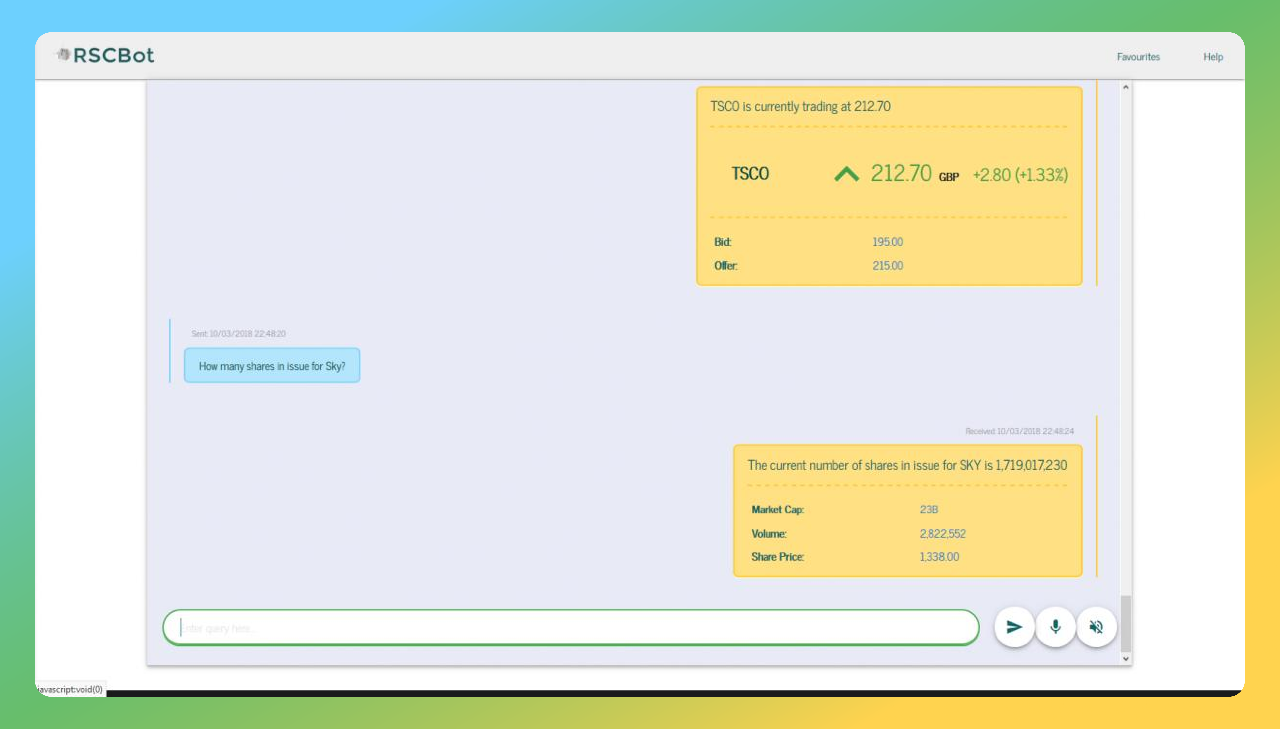 RSCBot
Favourites
Help
TSCO is currently trading at 212.70
TSCO 212.70 GBP +2.80 (+1.33%)
Bid: 195.00
Offer: 215.00
Sent: 10/03/2018 22:48:20
How many shares in issue for Sky?
Received: 10/03/2018 22:48:24
The current number of shares in issue for SKY is 1,719,017,230
Market Cap: 23B
Volume: 2,822,552
Share Price: 1,338.00
Enter query here...
javascript:void(0)